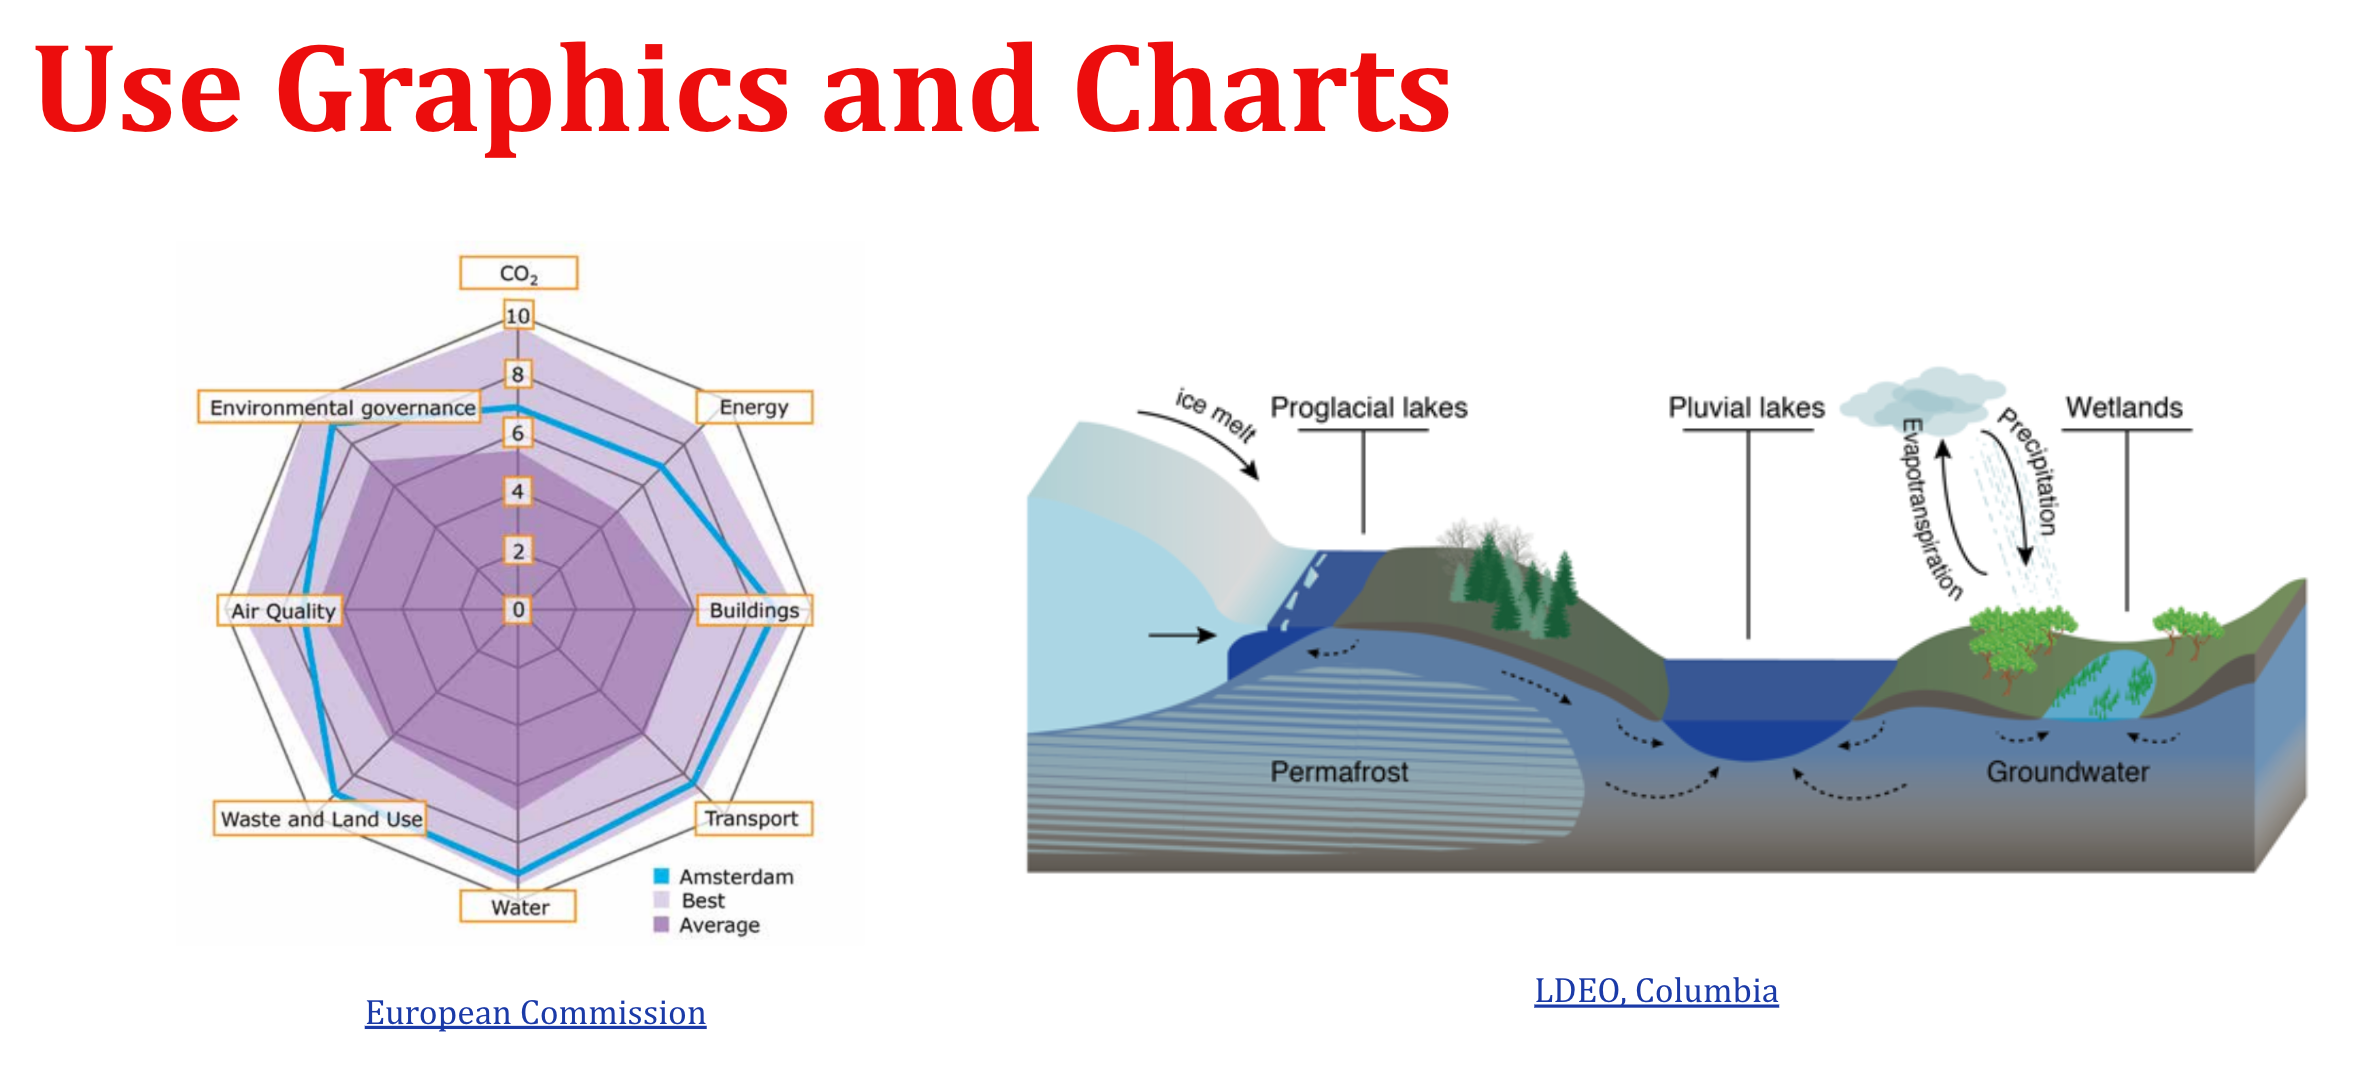 Use Graphics and Charts
CO₂
10
8
6
4
2
0
Environmental governance
Energy
Air Quality
Buildings
Waste and Land Use
Transport
Water
Amsterdam
Best
Average
European Commission
ice melt
Proglacial lakes
Pluvial lakes
Evapotranspiration
Precipitation
Wetlands
Permafrost
Groundwater
LDEO, Columbia